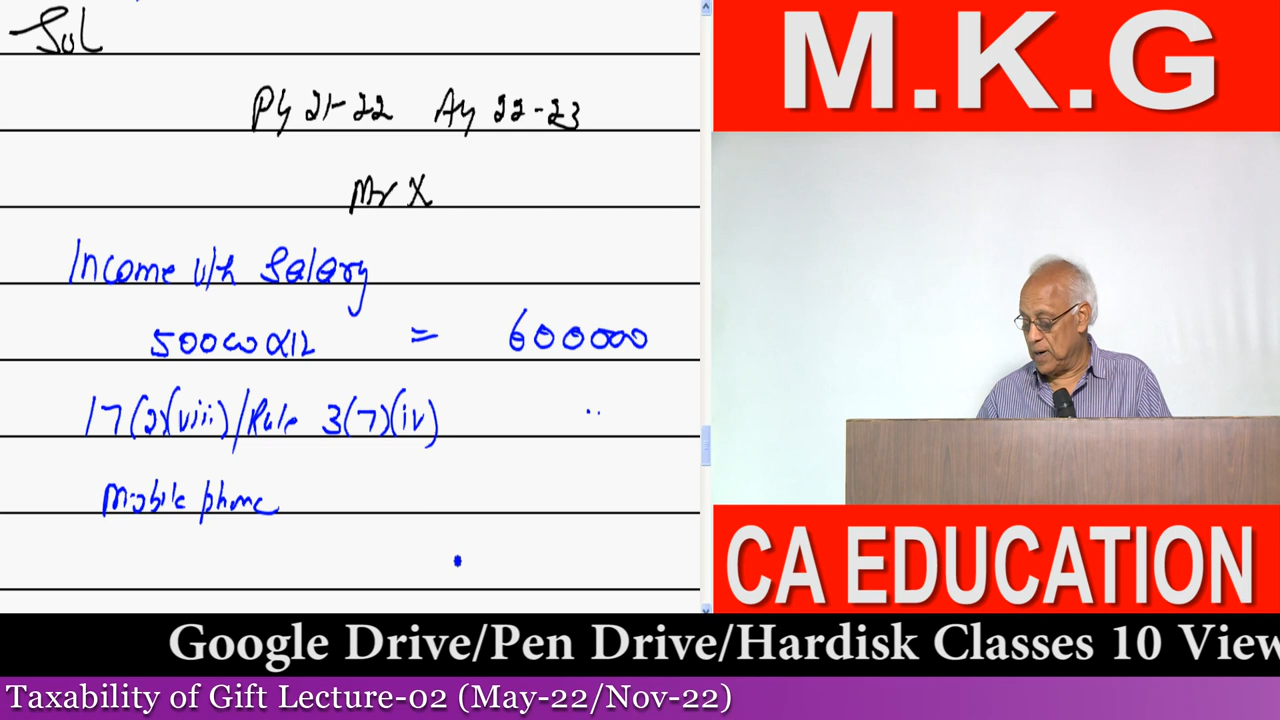 Sol
PY 21-22 AY 22-23
Mr X
Income u/h Salary
50000x12 = 600000
17(2)(viii)/Rule 3(7)(iv)
Mobile phone
M.K.G
CA EDUCATION
Google Drive/Pen Drive/Hardisk Classes 10 View
Taxability of Gift Lecture-02 (May-22/Nov-22)